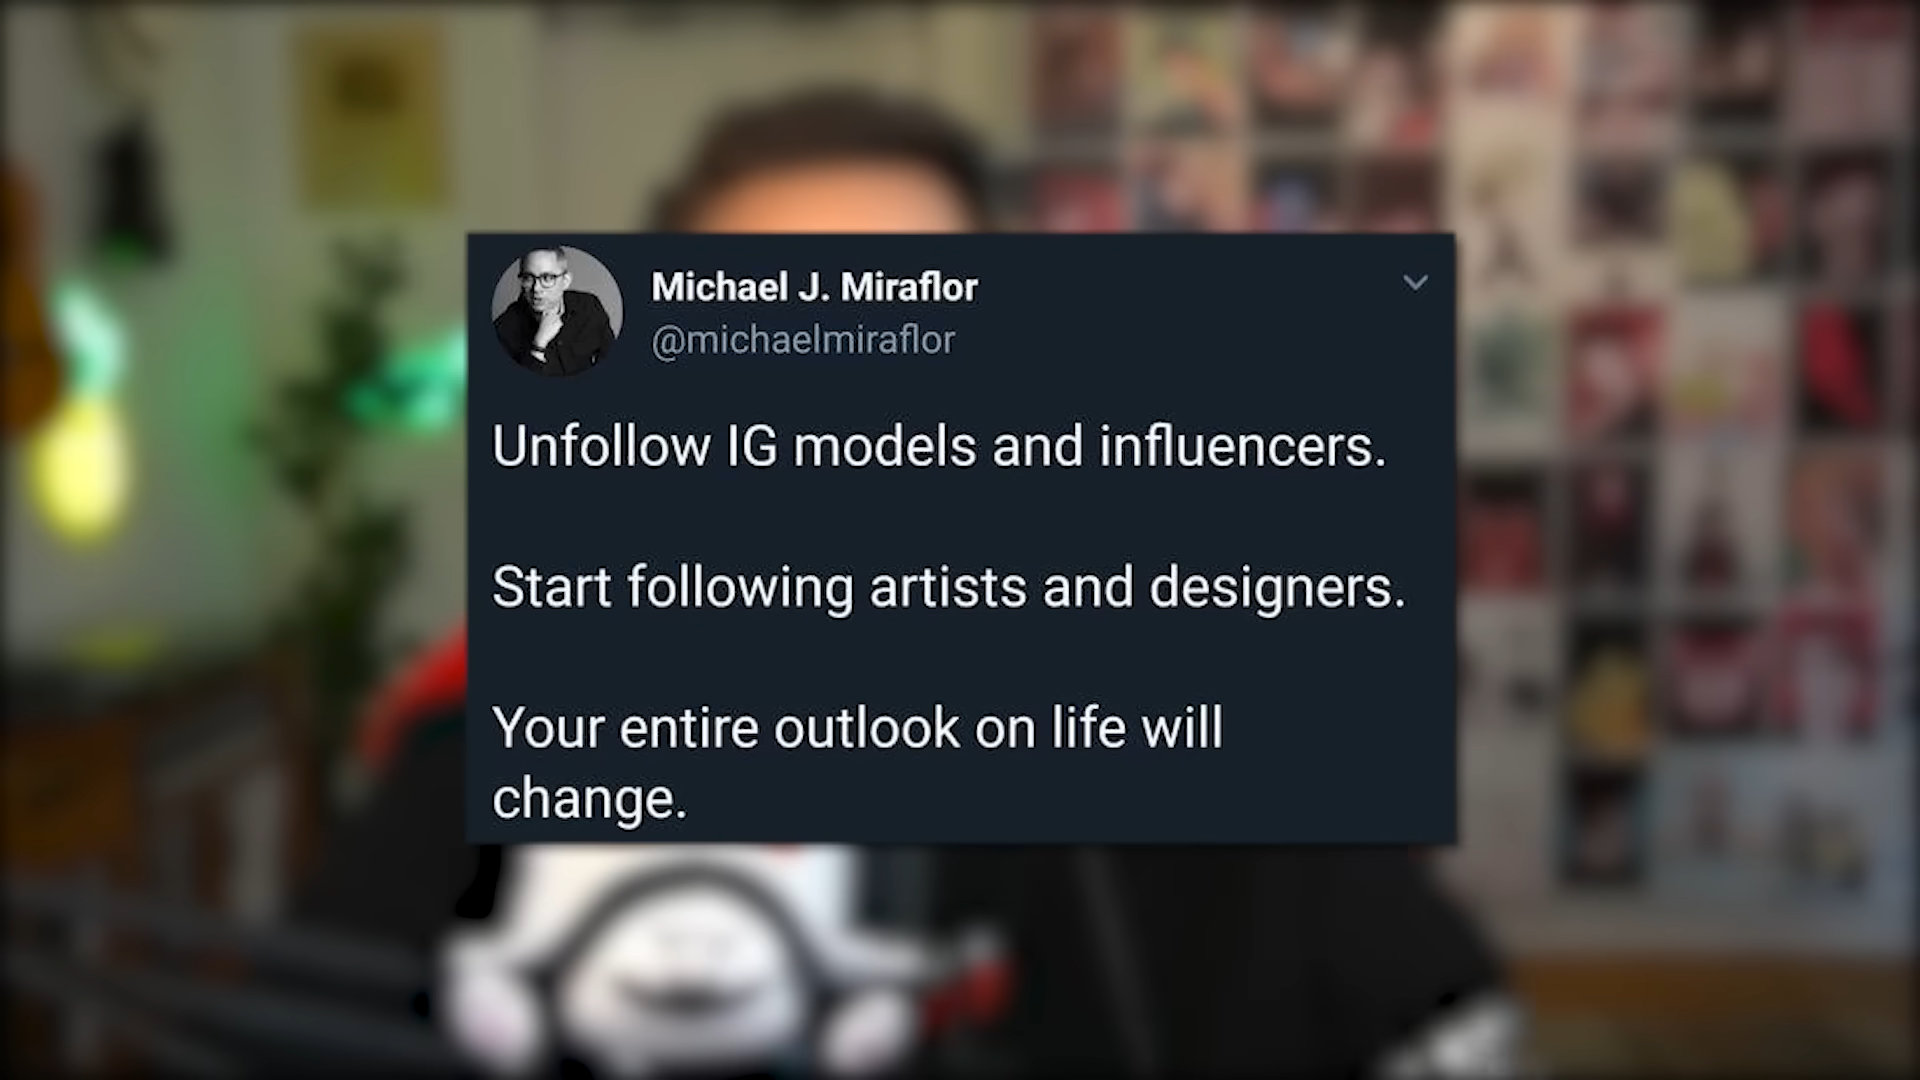 Michael J. Miraflor
@michaelmiraflor
Unfollow IG models and influencers.
Start following artists and designers.
Your entire outlook on life will
change.